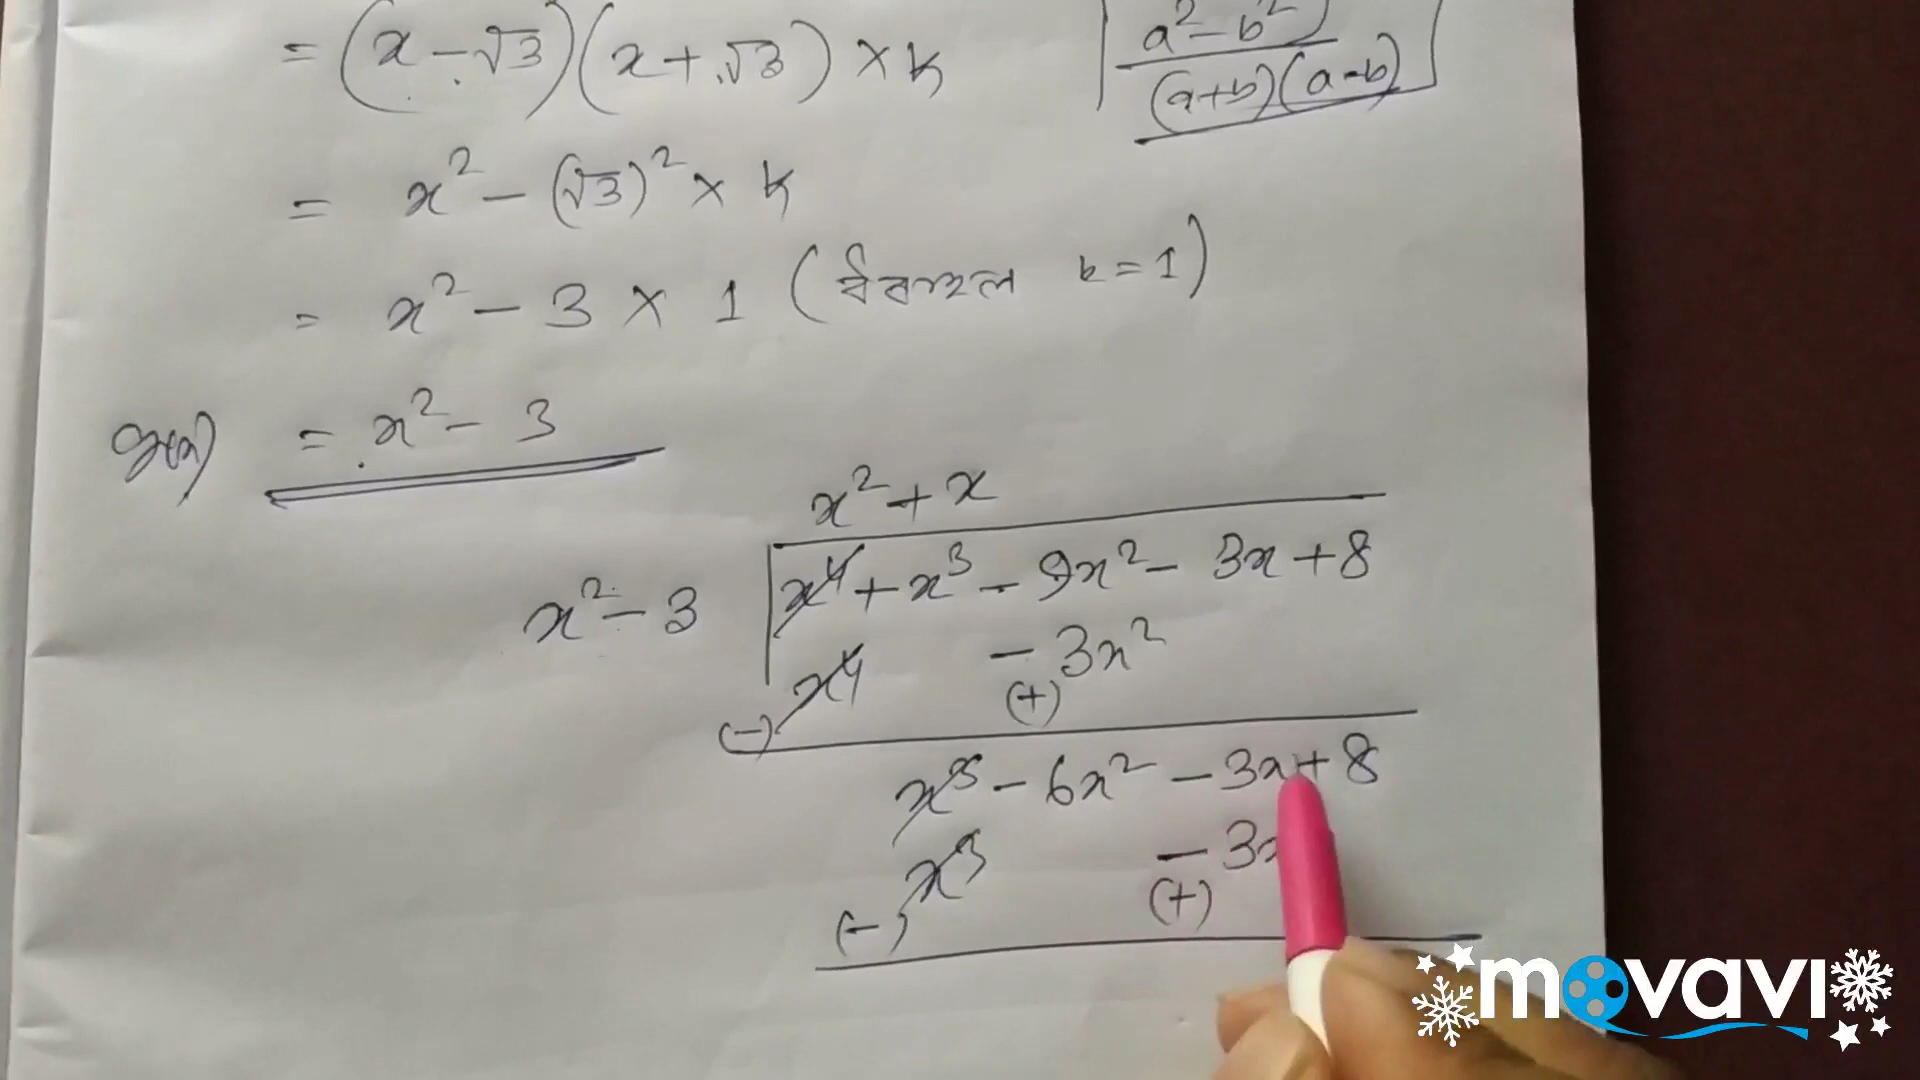 = (x - √3)(x + √3) × k
a² - b²
(a+b)(a-b)
= x² - (√3)² × k
= x² - 3 × 1 ( k = 1)
= x² - 3
x² + x
x² - 3 x⁴ + x³ - 9x² - 3x + 8
x⁴ - 3x²
(-) (+)
x³ - 6x² - 3x + 8
x³ - 3x
(-) (+)
movavi